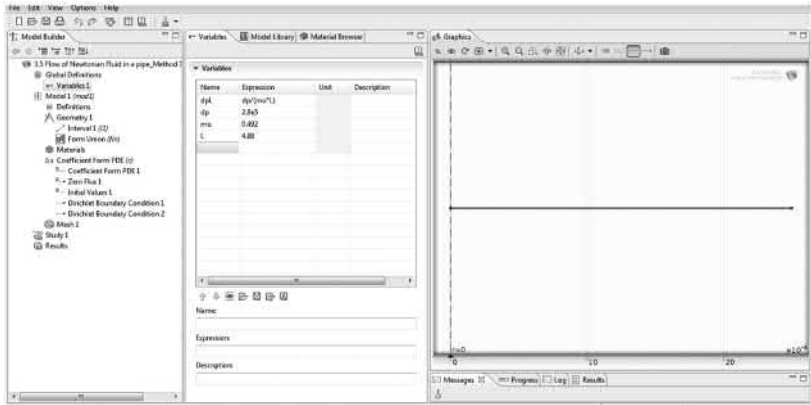 File Edit View Options Help
Model Builder
3.5 Flow of Newtonian Fluid in a pipe_Method
Global Definitions
Variables 1
Model 1 (mod1)
Definitions
Geometry 1
Interval 1 (i1)
Form Union (fin)
Materials
Coefficient Form PDE (c)
Coefficient Form PDE 1
Zero Flux 1
Initial Values 1
Dirichlet Boundary Condition 1
Dirichlet Boundary Condition 2
Mesh 1
Study 1
Results
Variables Model Library Material Browser
Variables
Name Expression Unit Description
dpL dp/(mu*L)
dp 2.8e5
mu 0.492
L 4.88
Name:
Expression:
Description:
Graphics
r=0
0 10 20
Messages Progress Log Results